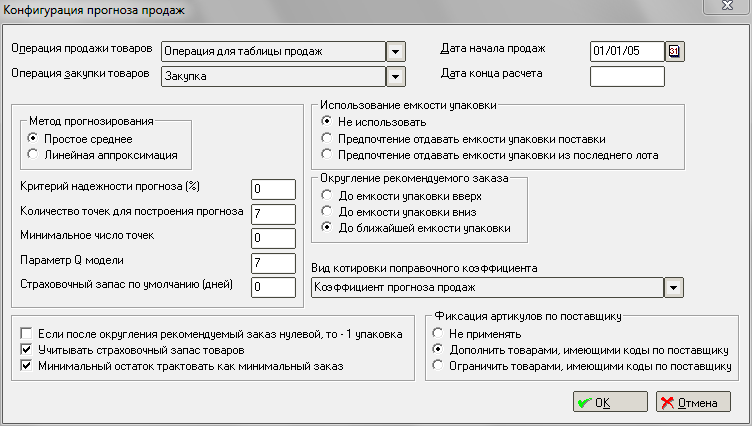 Конфигурация прогноза продаж
Операция продажи товаров Операция для таблицы продаж Дата начала продаж 01/01/05 31
Операция закупки товаров Закупка Дата конца расчета
Метод прогнозирования
Простое среднее
Линейная аппроксимация
Критерий надежности прогноза (%) 0
Количество точек для построения прогноза 7
Минимальное число точек 0
Параметр Q модели 7
Страховочный запас по умолчанию (дней) 0
Использование емкости упаковки
Не использовать
Предпочтение отдавать емкости упаковки поставки
Предпочтение отдавать емкости упаковки из последнего лота
Округление рекомендуемого заказа
До емкости упаковки вверх
До емкости упаковки вниз
До ближайшей емкости упаковки
Вид котировки поправочного коэффициента
Коэффициент прогноза продаж
Если после округления рекомендуемый заказ нулевой, то - 1 упаковка
Учитывать страховочный запас товаров
Минимальный остаток трактовать как минимальный заказ
Фиксация артикулов по поставщику
Не применять
Дополнить товарами, имеющими коды по поставщику
Ограничить товарами, имеющими коды по поставщику
OK Отмена